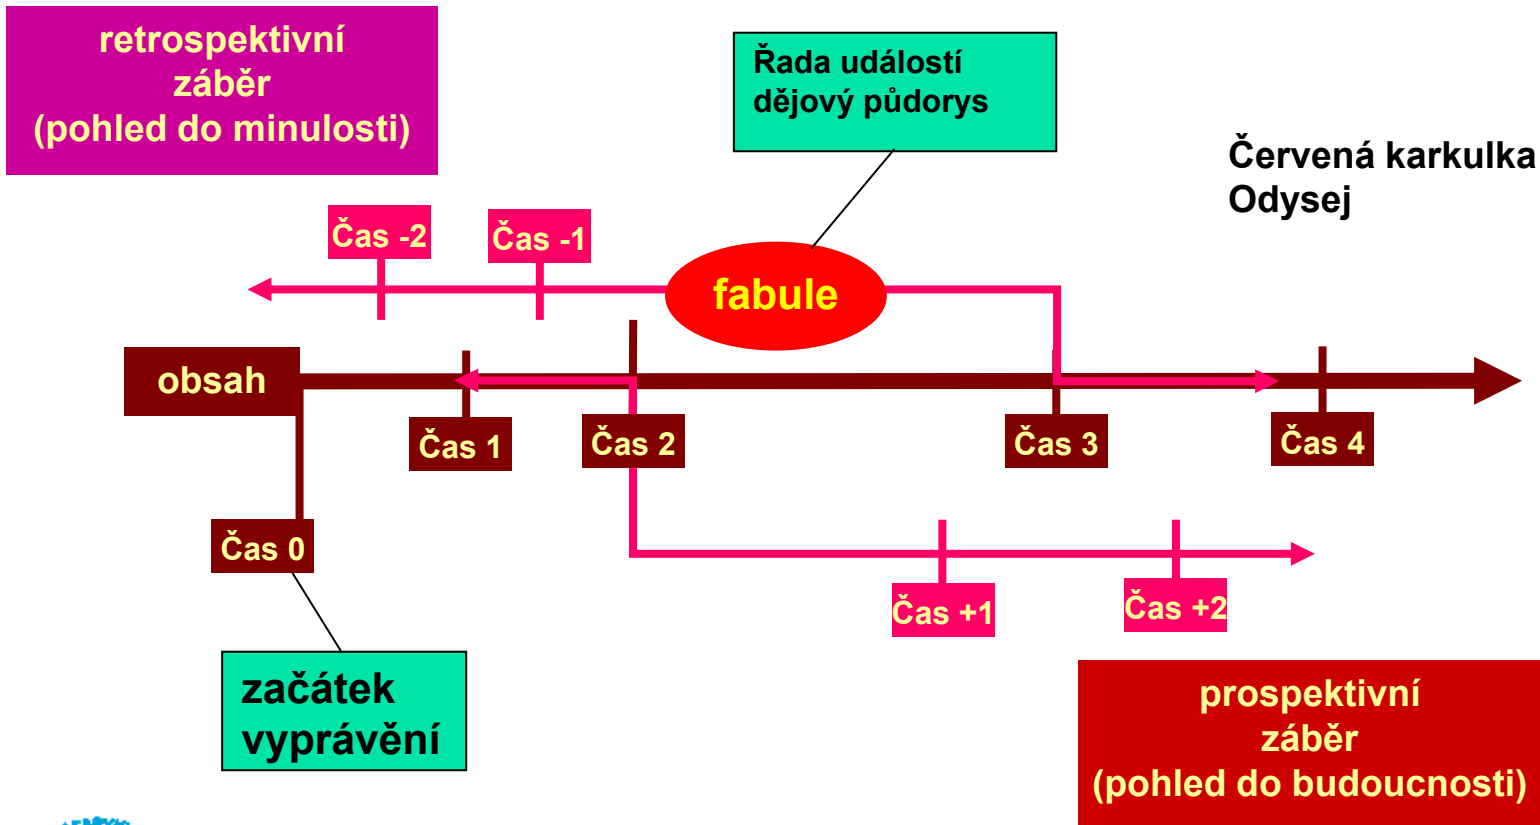 retrospektivní
záběr
(pohled do minulosti)
Řada událostí
dějový půdorys
Červená karkulka
Odysej
Čas -2
Čas -1
fabule
obsah
Čas 1
Čas 2
Čas 3
Čas 4
Čas 0
Čas +1
Čas +2
začátek
vyprávění
prospektivní
záběr
(pohled do budoucnosti)